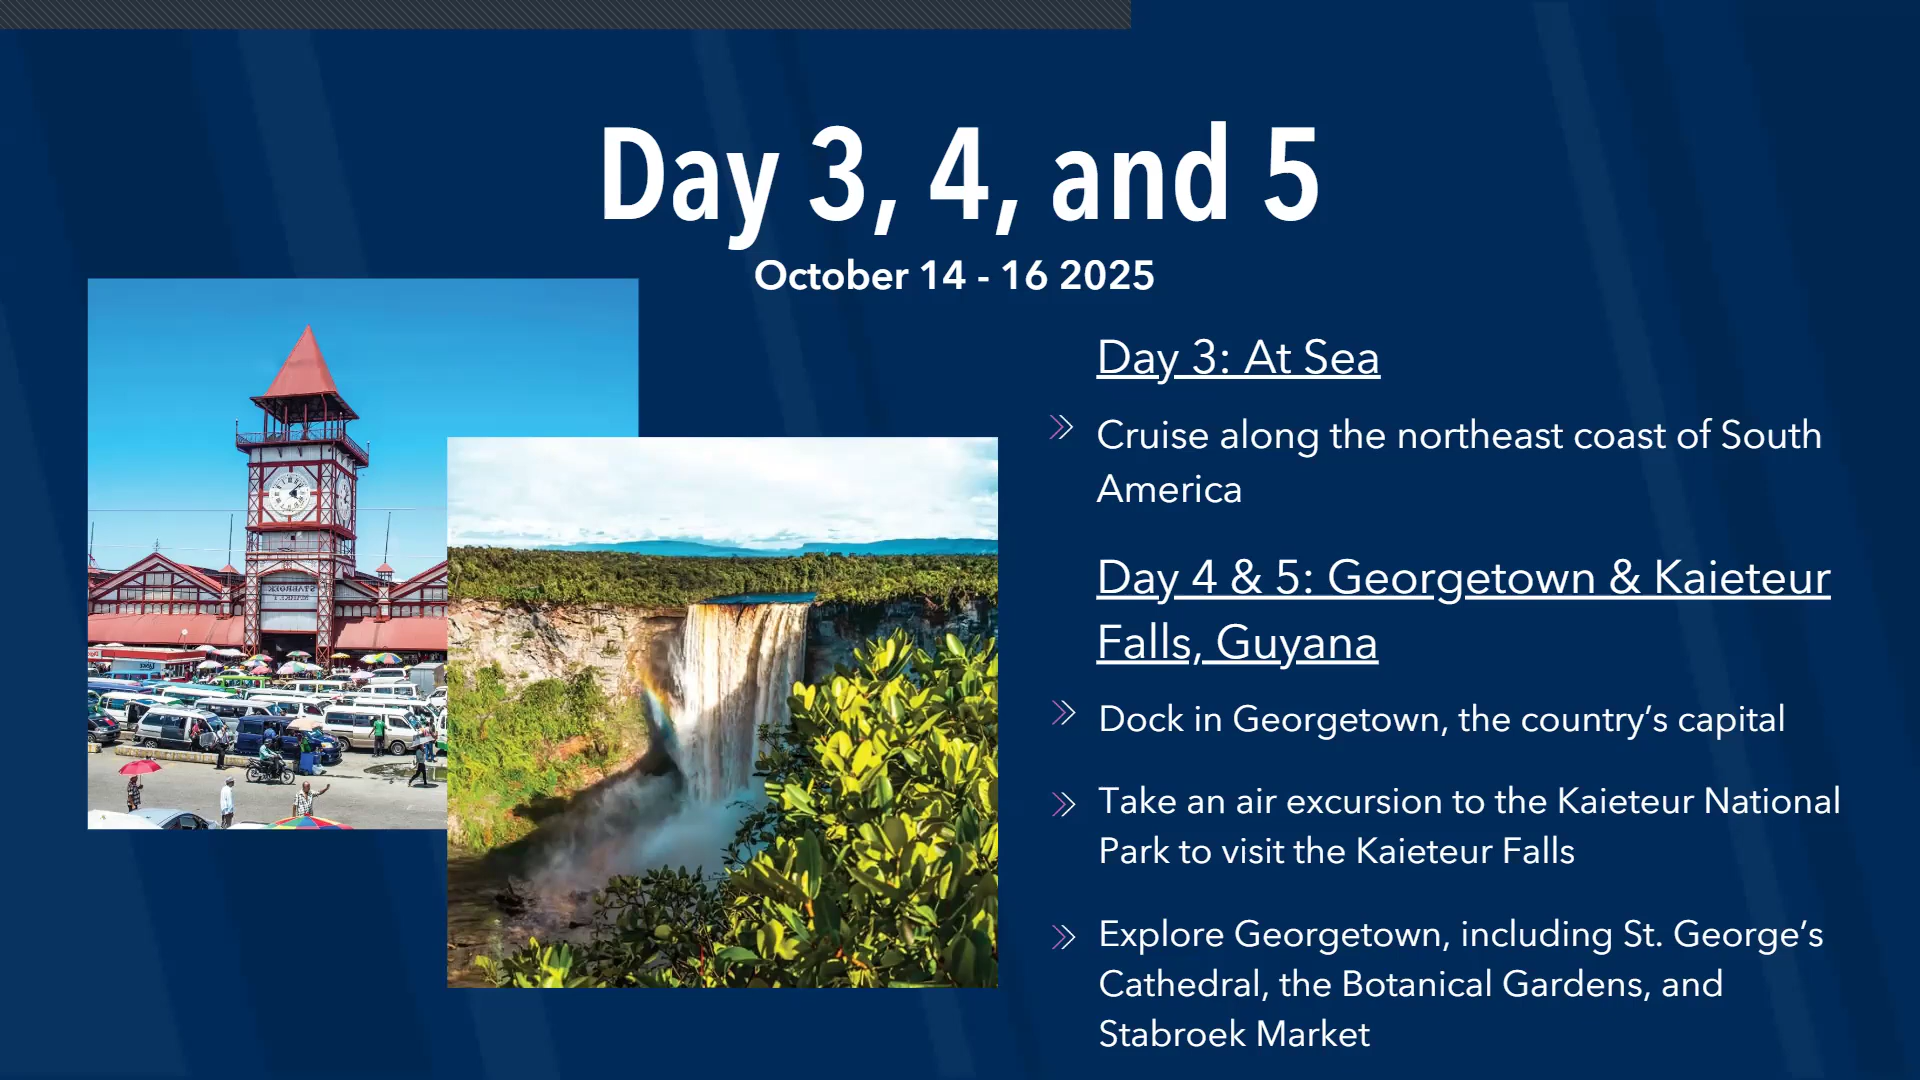 Day 3, 4, and 5
October 14 - 16 2025
Day 3: At Sea
Cruise along the northeast coast of South
America
Day 4 & 5: Georgetown & Kaieteur
Falls, Guyana
Dock in Georgetown, the country’s capital
Take an air excursion to the Kaieteur National
Park to visit the Kaieteur Falls
Explore Georgetown, including St. George’s
Cathedral, the Botanical Gardens, and
Stabroek Market
STABROEK
MARKET